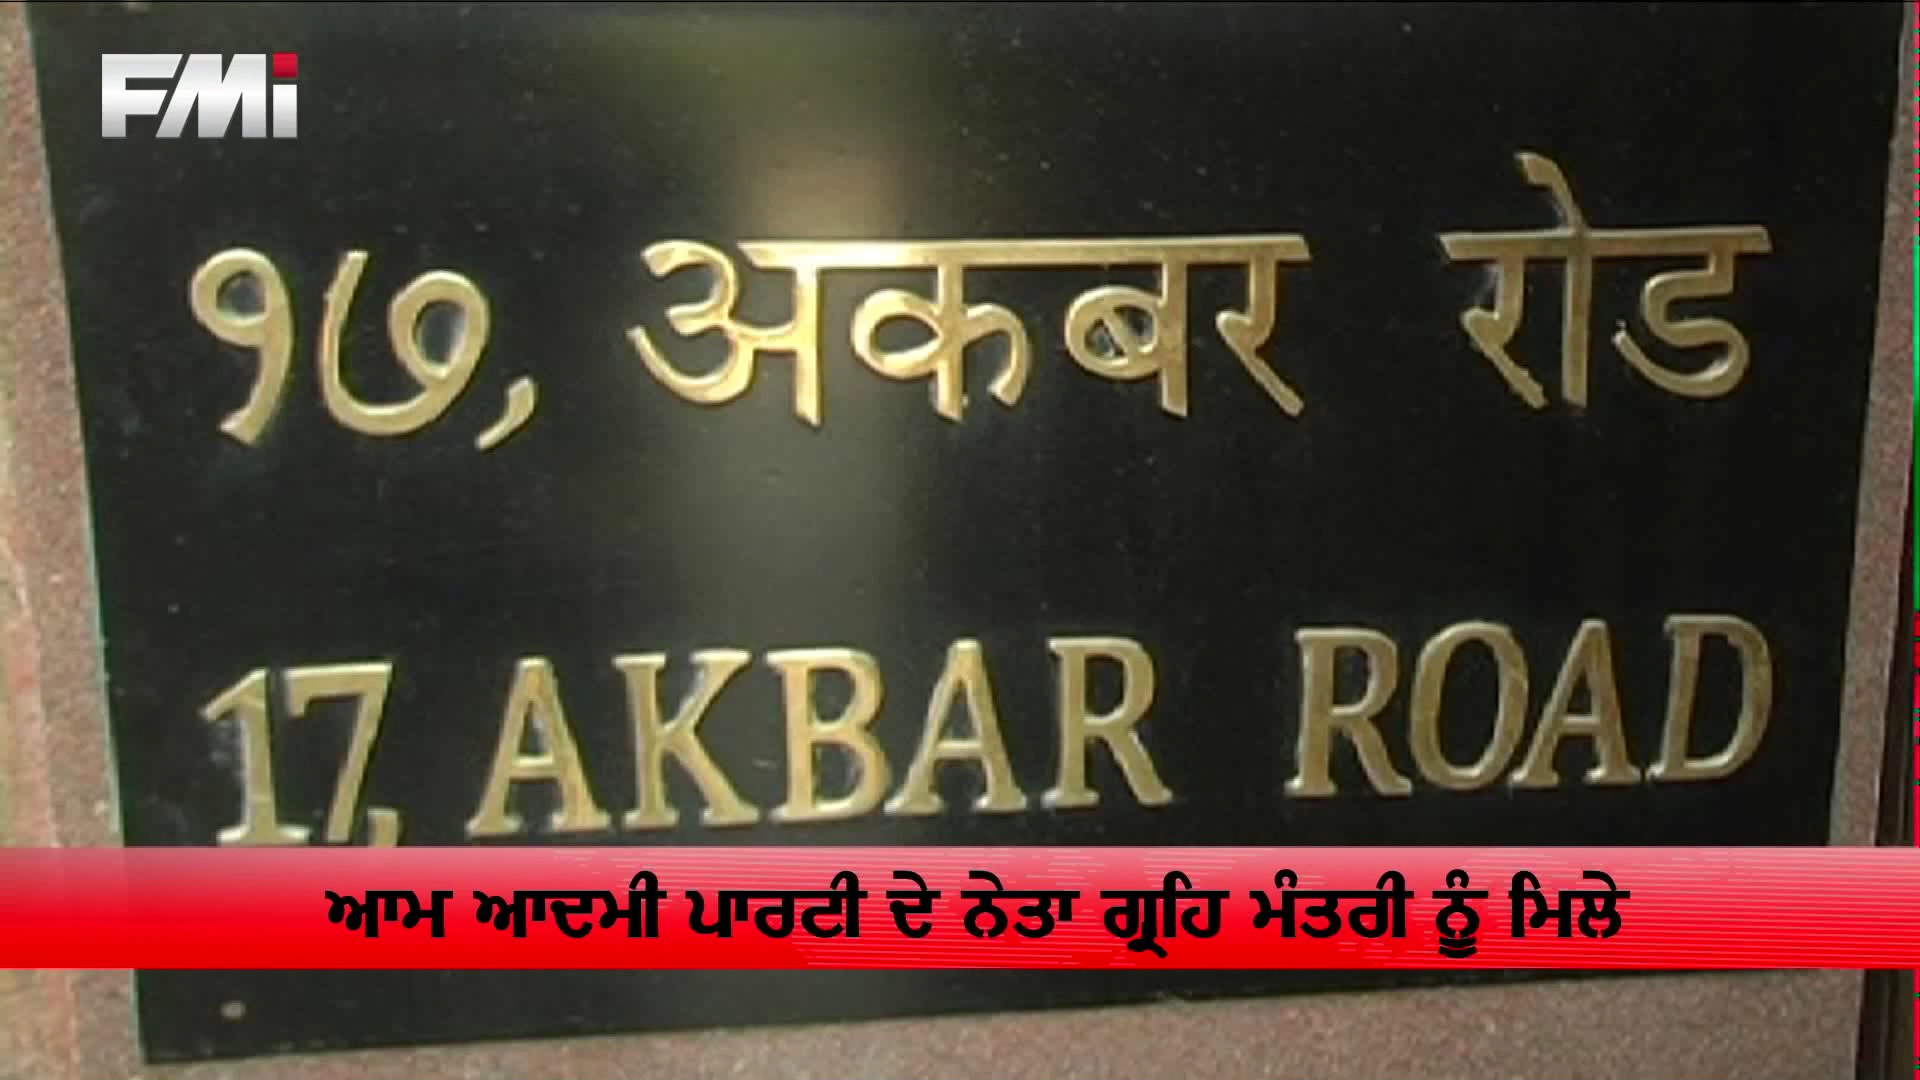 FMi
१७, अकबर रोड
17, AKBAR ROAD
ਆਮ ਆਦਮੀ ਪਾਰਟੀ ਦੇ ਨੇਤਾ ਗ੍ਰਹਿ ਮੰਤਰੀ ਨੂੰ ਮਿਲੇ